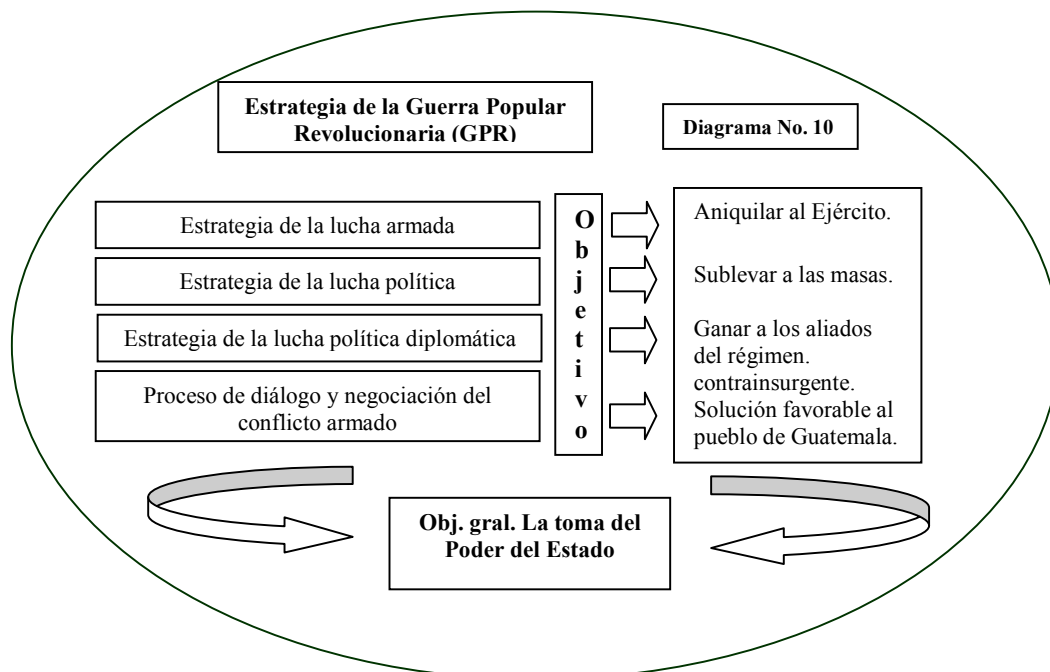 Estrategia de la Guerra Popular
Revolucionaria (GPR)
Diagrama No. 10
Estrategia de la lucha armada
Estrategia de la lucha política
Estrategia de la lucha política diplomática
Proceso de diálogo y negociación del
conflicto armado
Objetivo
Aniquilar al Ejército.
Sublevar a las masas.
Ganar a los aliados
del régimen.
contrainsurgente.
Solución favorable al
pueblo de Guatemala.
Obj. gral. La toma del
Poder del Estado